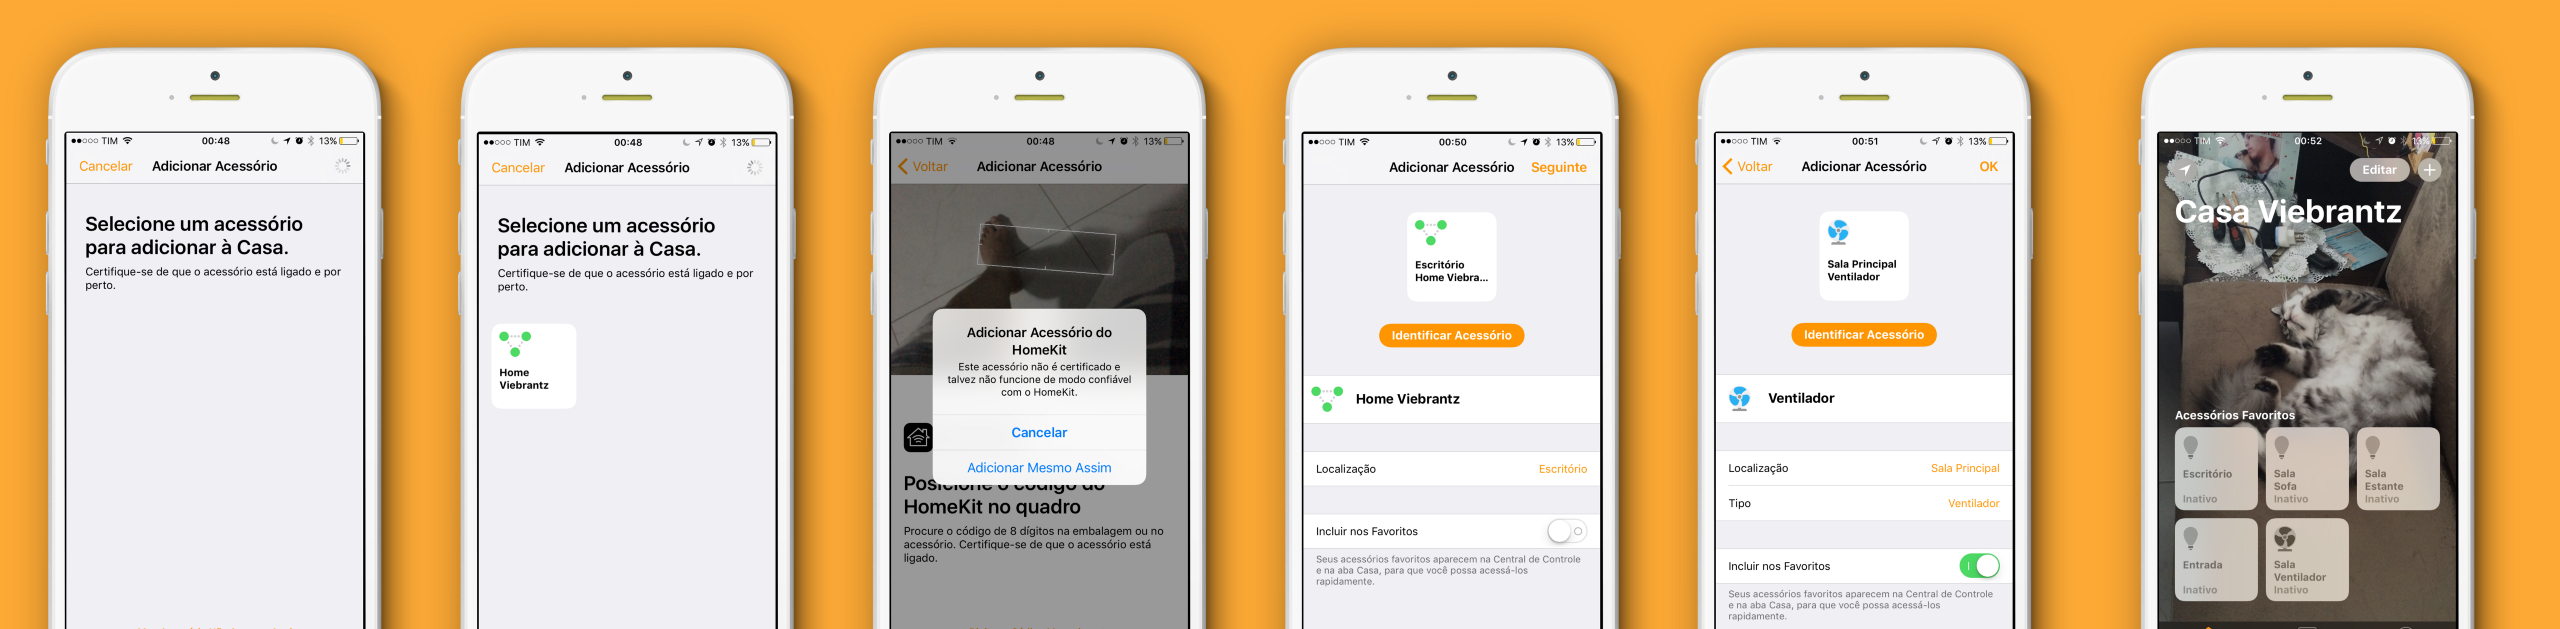 TIM 00:48 13%
Cancelar Adicionar Acessório
Selecione um acessório
para adicionar à Casa.
Certifique-se de que o acessório está ligado e por
perto.
TIM 00:48 13%
Cancelar Adicionar Acessório
Selecione um acessório
para adicionar à Casa.
Certifique-se de que o acessório está ligado e por
perto.
Home
Viebrantz
TIM 00:48 13%
Voltar Adicionar Acessório
Adicionar Acessório do
HomeKit
Este acessório não é certificado e
talvez não funcione de modo confiável
com o HomeKit.
Cancelar
Adicionar Mesmo Assim
Posicione o código do
HomeKit no quadro
Procure o código de 8 dígitos na embalagem ou no
acessório. Certifique-se de que o acessório está
ligado.
TIM 00:50 13%
Adicionar Acessório Seguinte
Escritório
Home Viebra...
Identificar Acessório
Home Viebrantz
Localização Escritório
Incluir nos Favoritos
Seus acessórios favoritos aparecem na Central de Controle
e na aba Casa, para que você possa acessá-los
rapidamente.
TIM 00:51 13%
Voltar Adicionar Acessório OK
Sala Principal
Ventilador
Identificar Acessório
Ventilador
Localização Sala Principal
Tipo Ventilador
Incluir nos Favoritos
Seus acessórios favoritos aparecem na Central de Controle
e na aba Casa, para que você possa acessá-los
rapidamente.
TIM 00:52 13%
Editar
Casa Viebrantz
Acessórios Favoritos
Escritório
Inativo
Sala
Sofa
Inativo
Sala
Estante
Inativo
Entrada
Inativo
Sala
Ventilador
Inativo